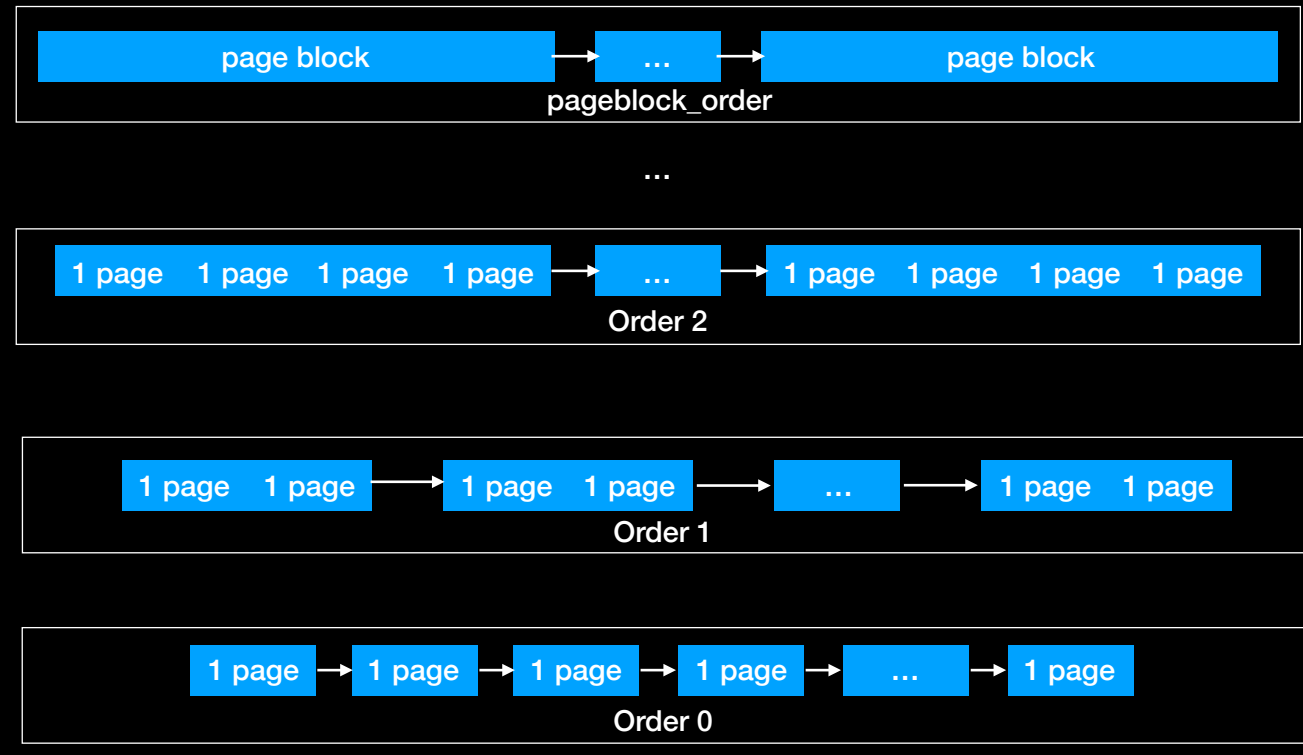 page block ... page block
pageblock_order
...
1 page 1 page 1 page 1 page ... 1 page 1 page 1 page 1 page
Order 2
1 page 1 page 1 page 1 page ... 1 page 1 page
Order 1
1 page 1 page 1 page 1 page ... 1 page
Order 0